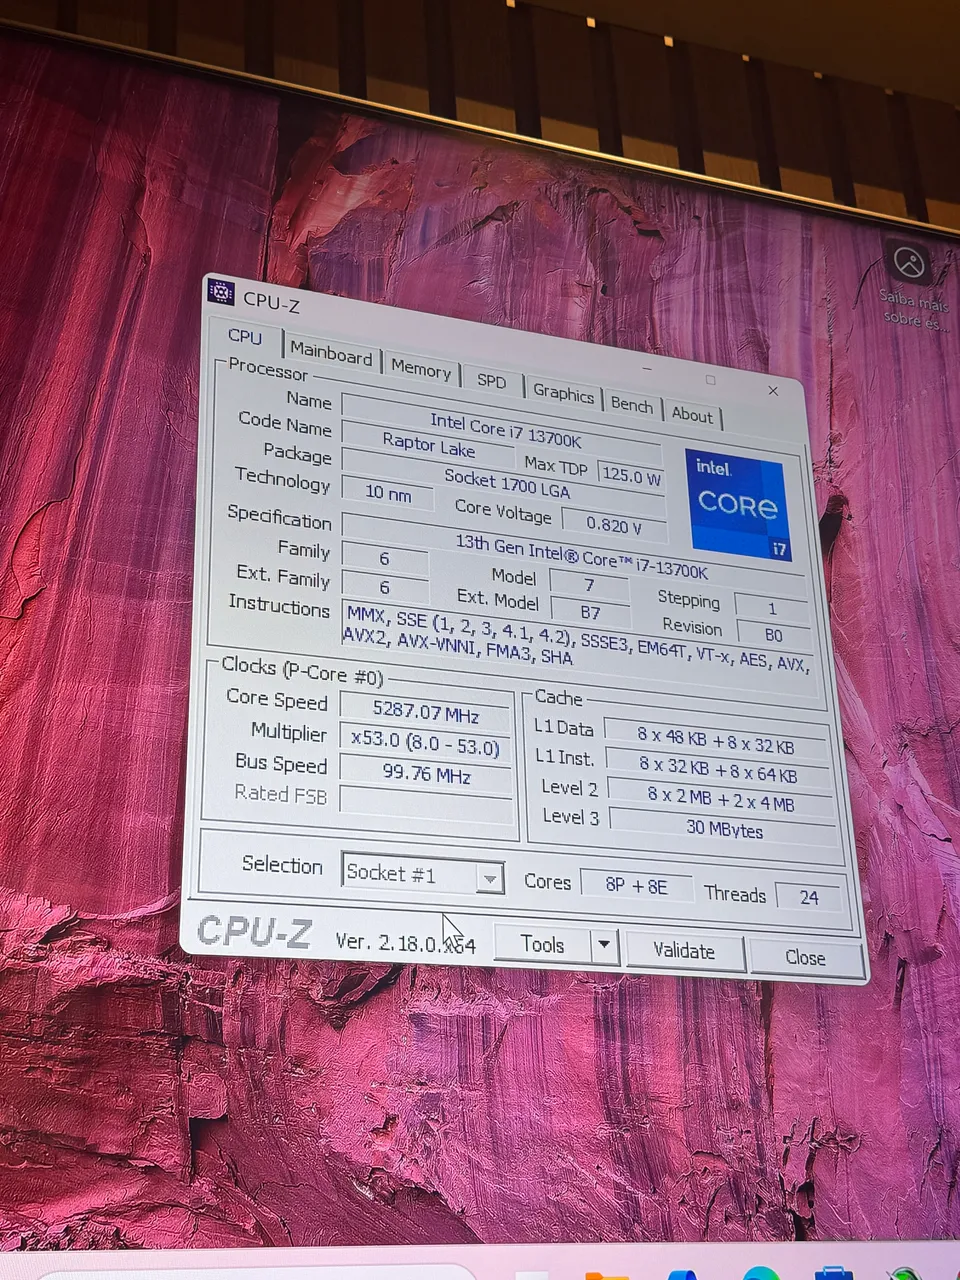 Saiba mais
sobre es...
CPU-Z
CPU Mainboard Memory SPD Graphics Bench About
Processor
Name Intel Core i7 13700K
Code Name Raptor Lake Max TDP 125.0 W
Package Socket 1700 LGA
Technology 10 nm Core Voltage 0.820 V
Specification 13th Gen Intel® Core™ i7-13700K
Family 6 Model 7 Stepping 1
Ext. Family 6 Ext. Model B7 Revision B0
Instructions MMX, SSE (1, 2, 3, 4.1, 4.2), SSSE3, EM64T, VT-x, AES, AVX,
AVX2, AVX-VNNI, FMA3, SHA
intel.
CORE
i7
Clocks (P-Core #0)
Core Speed 5287.07 MHz
Multiplier x53.0 (8.0 - 53.0)
Bus Speed 99.76 MHz
Rated FSB
Cache
L1 Data 8 x 48 KB + 8 x 32 KB
L1 Inst. 8 x 32 KB + 8 x 64 KB
Level 2 8 x 2 MB + 2 x 4 MB
Level 3 30 MBytes
Selection Socket #1 Cores 8P + 8E Threads 24
CPU-Z Ver. 2.18.0.x64 Tools Validate Close